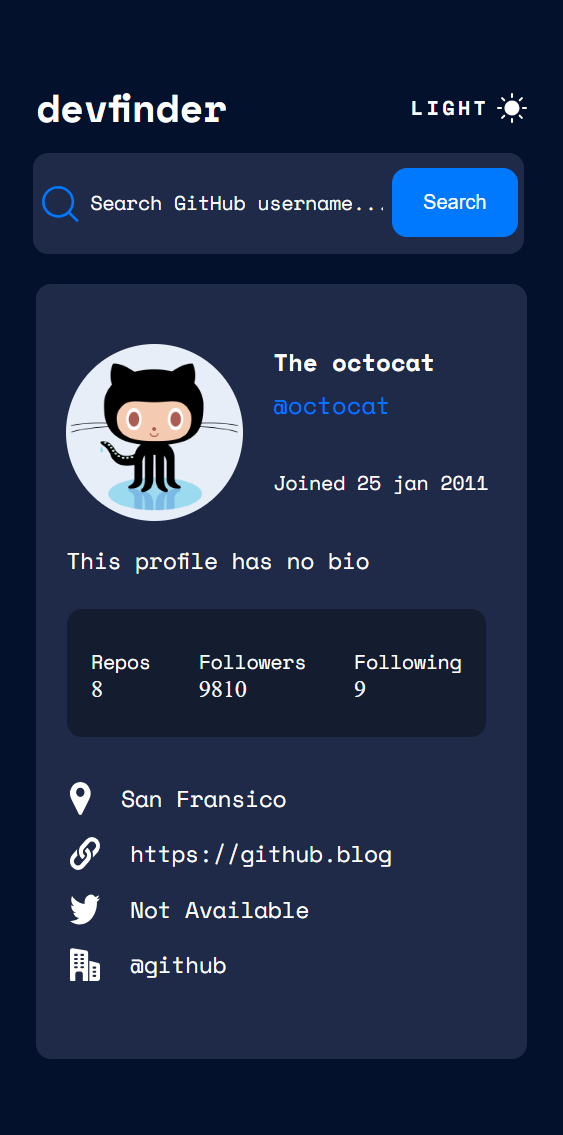 devfinder
LIGHT
Search GitHub username...
Search
The octocat
@octocat
Joined 25 jan 2011
This profile has no bio
Repos Followers Following
8 9810 9
San Fransico
https://github.blog
Not Available
@github